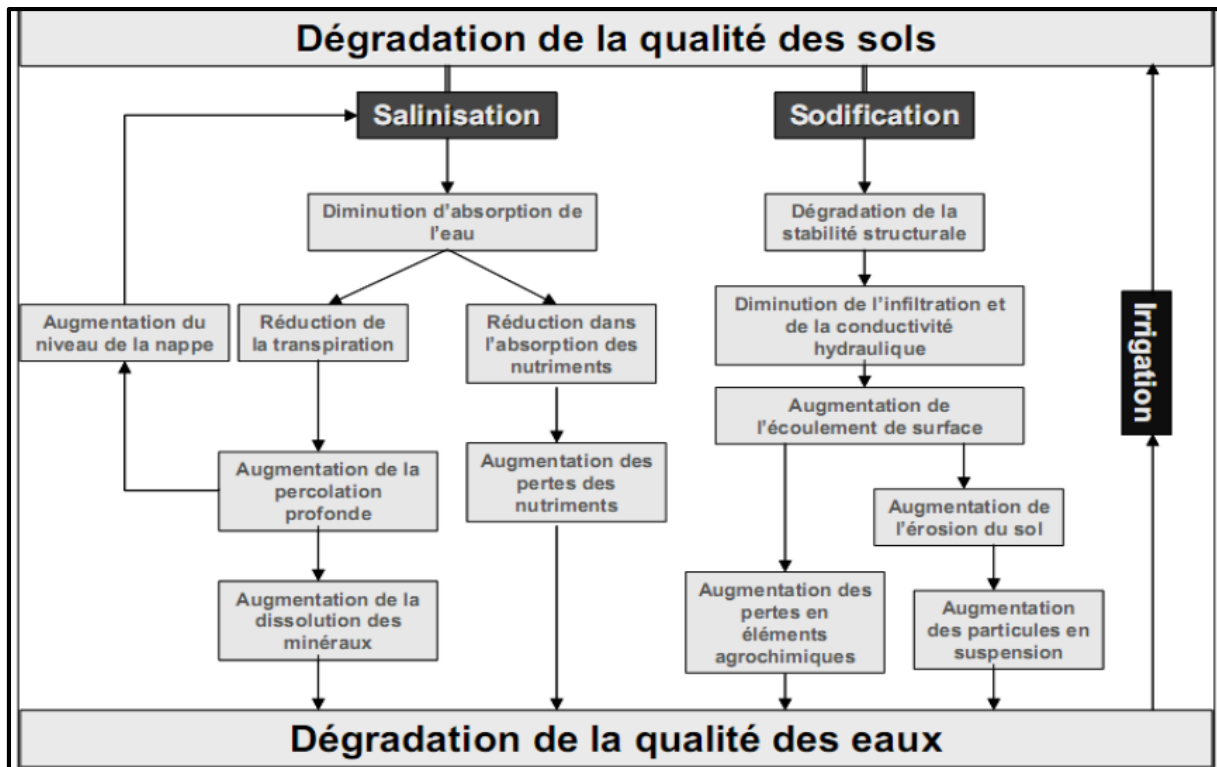 Dégradation de la qualité des sols
Salinisation
Sodification
Diminution d'absorption de
l'eau
Dégradation de la
stabilité structurale
Augmentation du
niveau de la nappe
Réduction de
la transpiration
Réduction dans
l'absorption des
nutriments
Diminution de l'infiltration et
de la conductivité
hydraulique
Irrigation
Augmentation de
l'écoulement de surface
Augmentation de la
percolation
profonde
Augmentation des
pertes des
nutriments
Augmentation de
l'érosion du sol
Augmentation de la
dissolution des
minéraux
Augmentation des
pertes en
éléments
agrochimiques
Augmentation
des particules en
suspension
Dégradation de la qualité des eaux